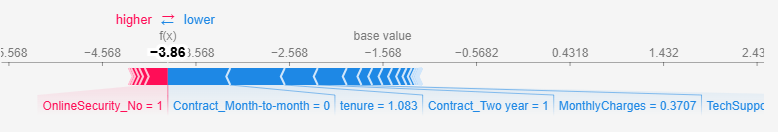 higher ⇄ lower
f(x) base value
5.568 -4.568 -3.86 3.568 -2.568 -1.568 -0.5682 0.4318 1.432 2.43
OnlineSecurity_No = 1 Contract_Month-to-month = 0 tenure = 1.083 Contract_Two year = 1 MonthlyCharges = 0.3707 TechSuppo